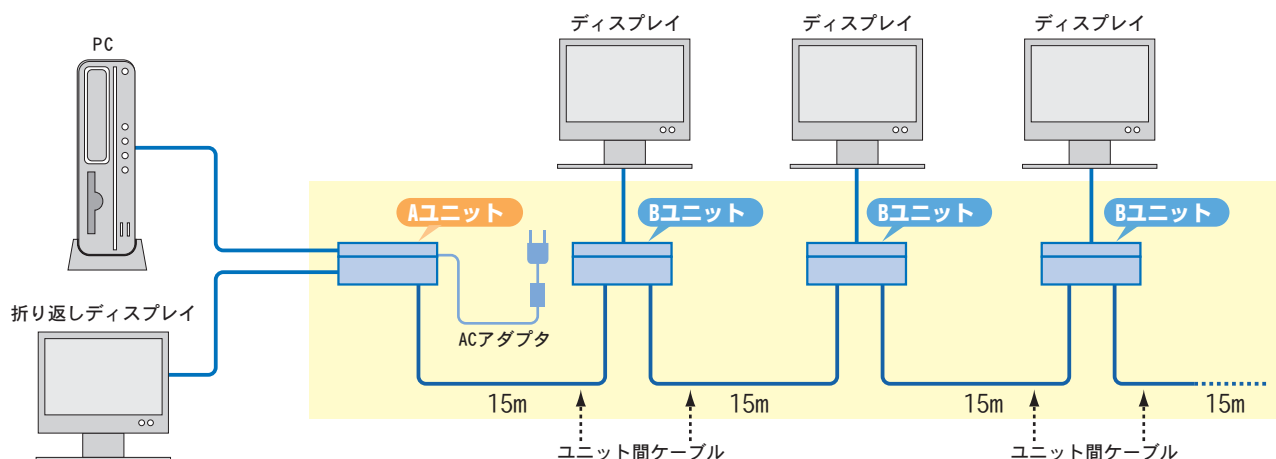 PC
ディスプレイ
ディスプレイ
ディスプレイ
Aユニット
Bユニット
Bユニット
Bユニット
折り返しディスプレイ
ACアダプタ
15m
15m
15m
15m
ユニット間ケーブル
ユニット間ケーブル